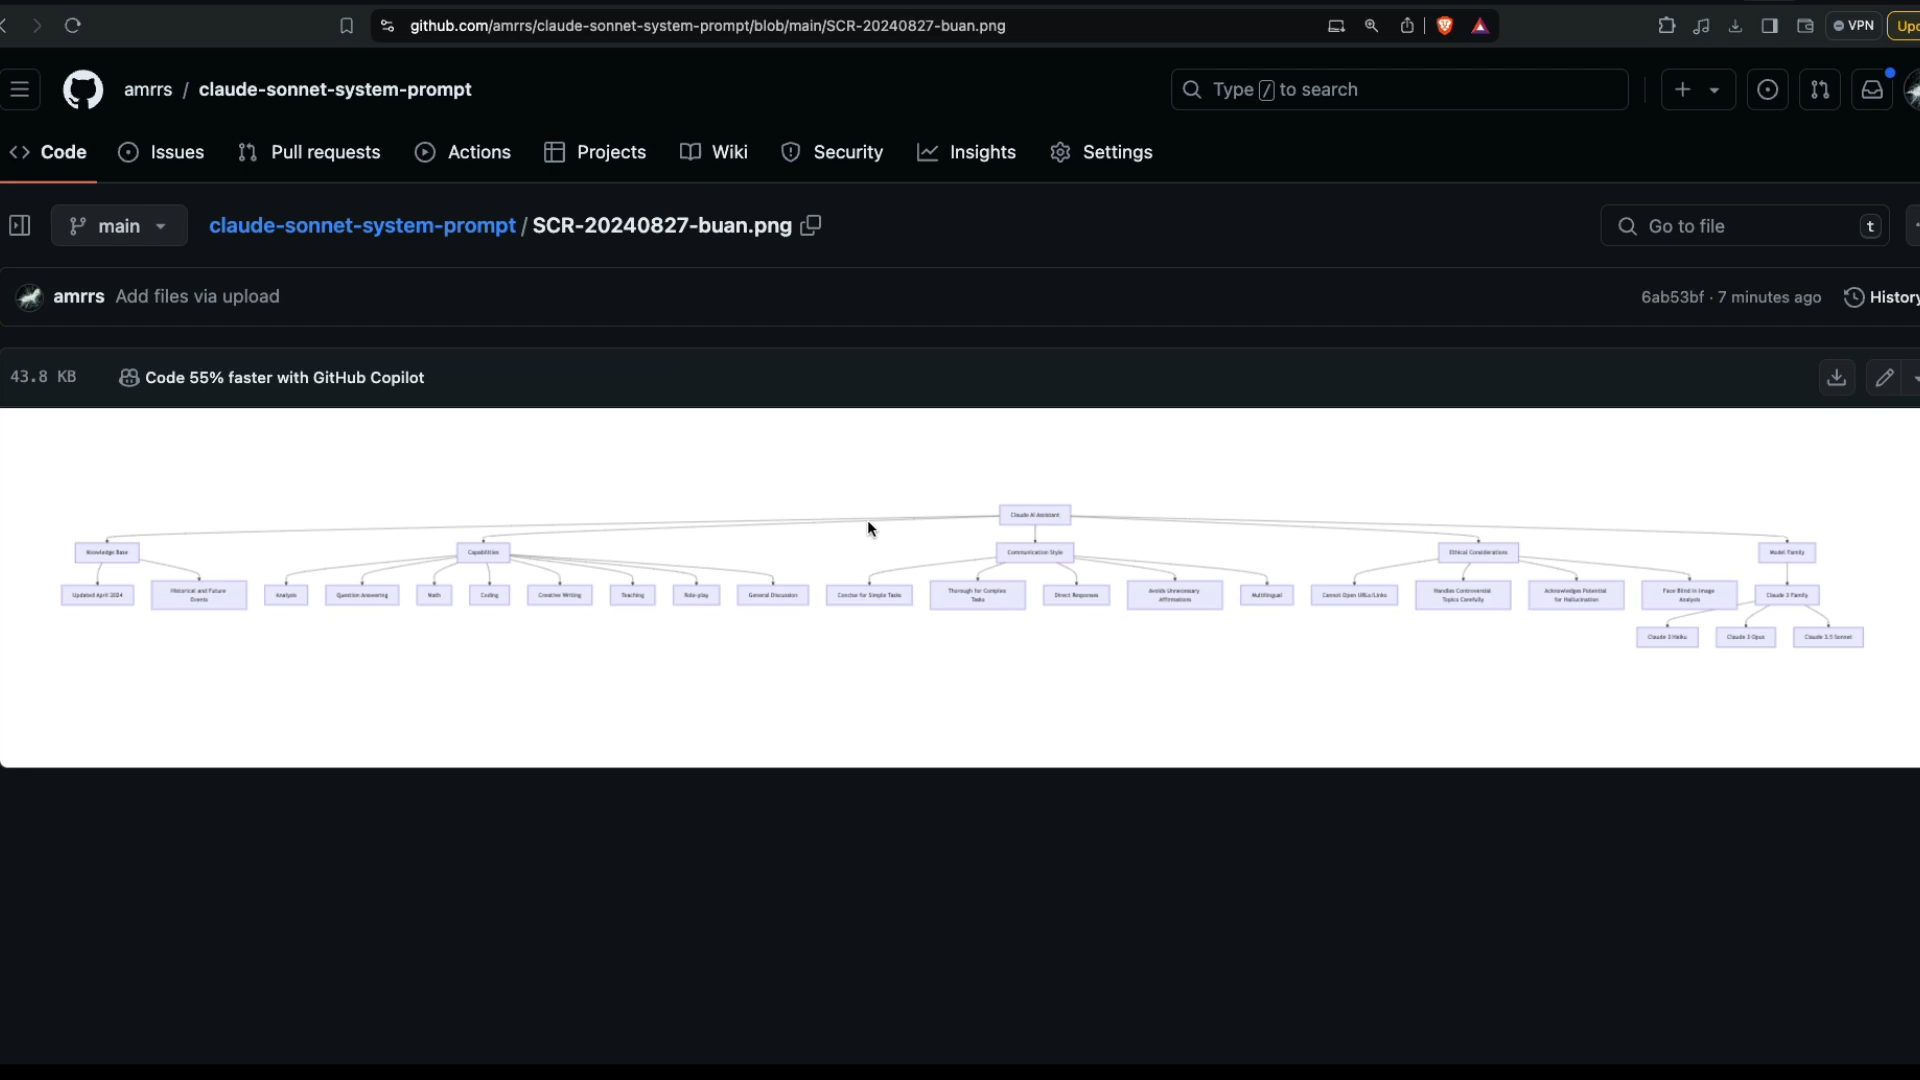 github.com/amrrs/claude-sonnet-system-prompt/blob/main/SCR-20240827-buan.png
VPN
amrrs / claude-sonnet-system-prompt
Type / to search
Code Issues Pull requests Actions Projects Wiki Security Insights Settings
main
claude-sonnet-system-prompt / SCR-20240827-buan.png
Go to file
t
amrrs Add files via upload
6ab53bf · 7 minutes ago
History
43.8 KB
Code 55% faster with GitHub Copilot
Claude AI Assistant
Knowledge Base
Capabilities
Communication Style
Ethical Considerations
Model Family
Updated April 2024
Historical and Future
Events
Analysis
Question Answering
Math
Coding
Creative Writing
Teaching
Role-play
General Discussion
Concise for Simple Tasks
Thorough for Complex
Tasks
Direct Responses
Avoids Unnecessary
Affirmations
Multilingual
Cannot Open URLs/Links
Handles Controversial
Topics Carefully
Acknowledges Potential
for Hallucination
Face Blind in Image
Analysis
Claude 3 Family
Claude 3 Haiku
Claude 3 Opus
Claude 3.5 Sonnet